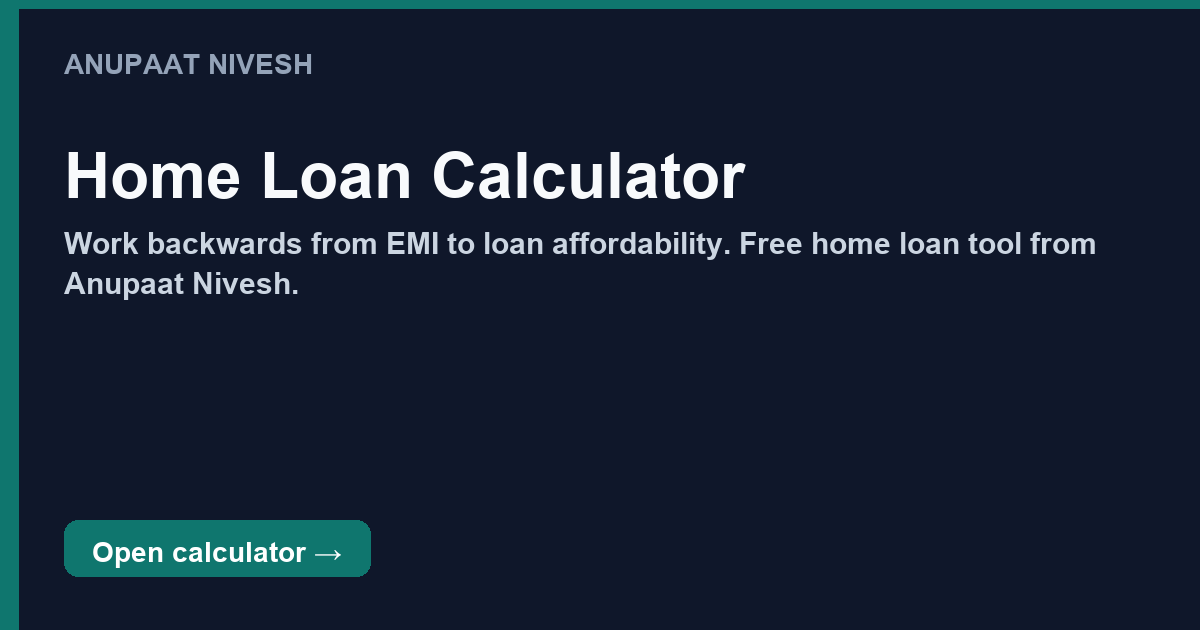 ANUPAAT NIVESH
Home Loan Calculator
Work backwards from EMI to loan affordability. Free home loan tool from
Anupaat Nivesh.
Open calculator →